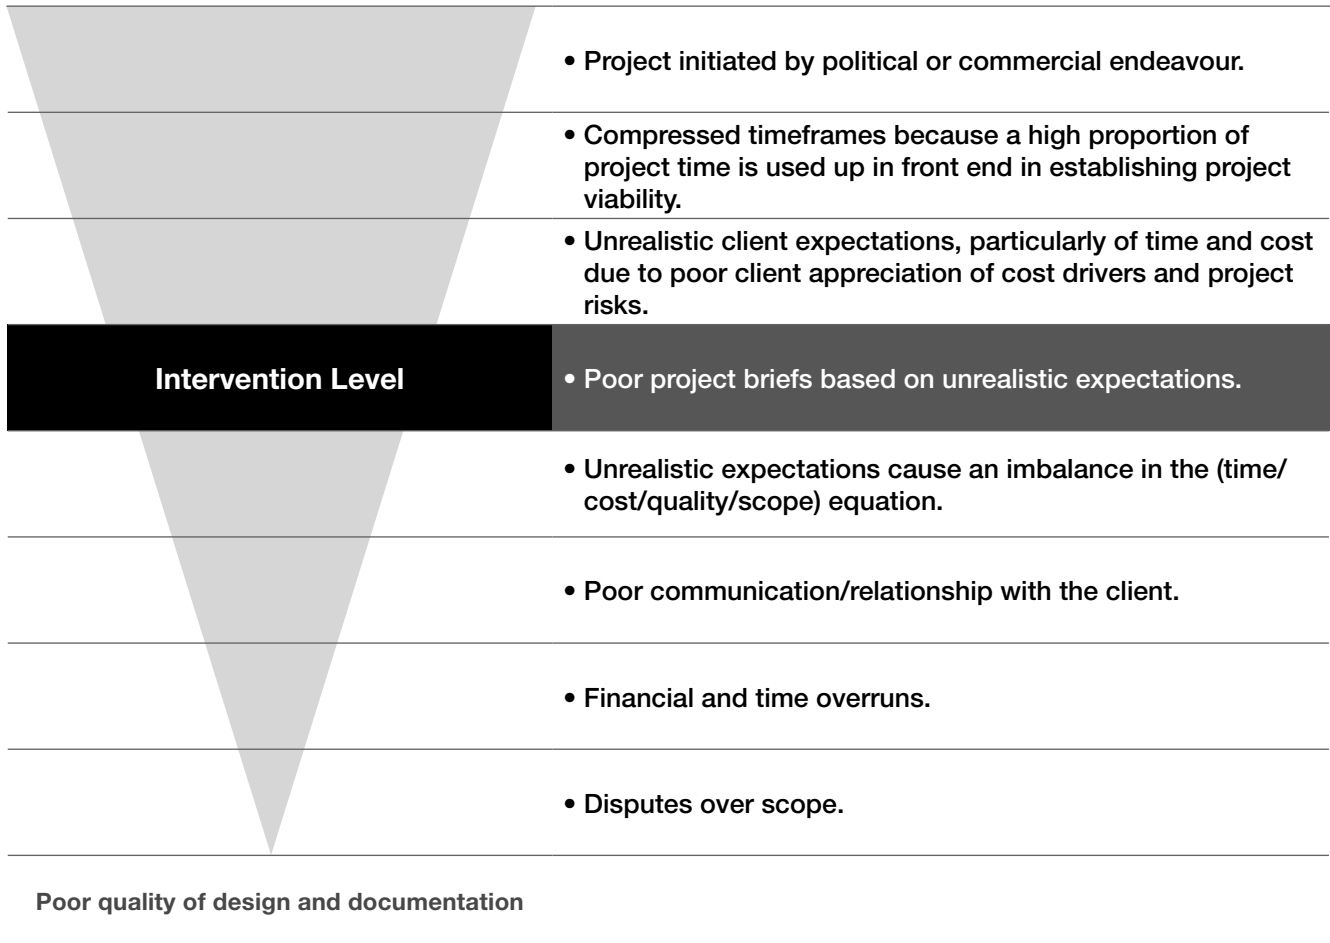 • Project initiated by political or commercial endeavour.
• Compressed timeframes because a high proportion of
project time is used up in front end in establishing project
viability.
• Unrealistic client expectations, particularly of time and cost
due to poor client appreciation of cost drivers and project
risks.
Intervention Level
• Poor project briefs based on unrealistic expectations.
• Unrealistic expectations cause an imbalance in the (time/
cost/quality/scope) equation.
• Poor communication/relationship with the client.
• Financial and time overruns.
• Disputes over scope.
Poor quality of design and documentation